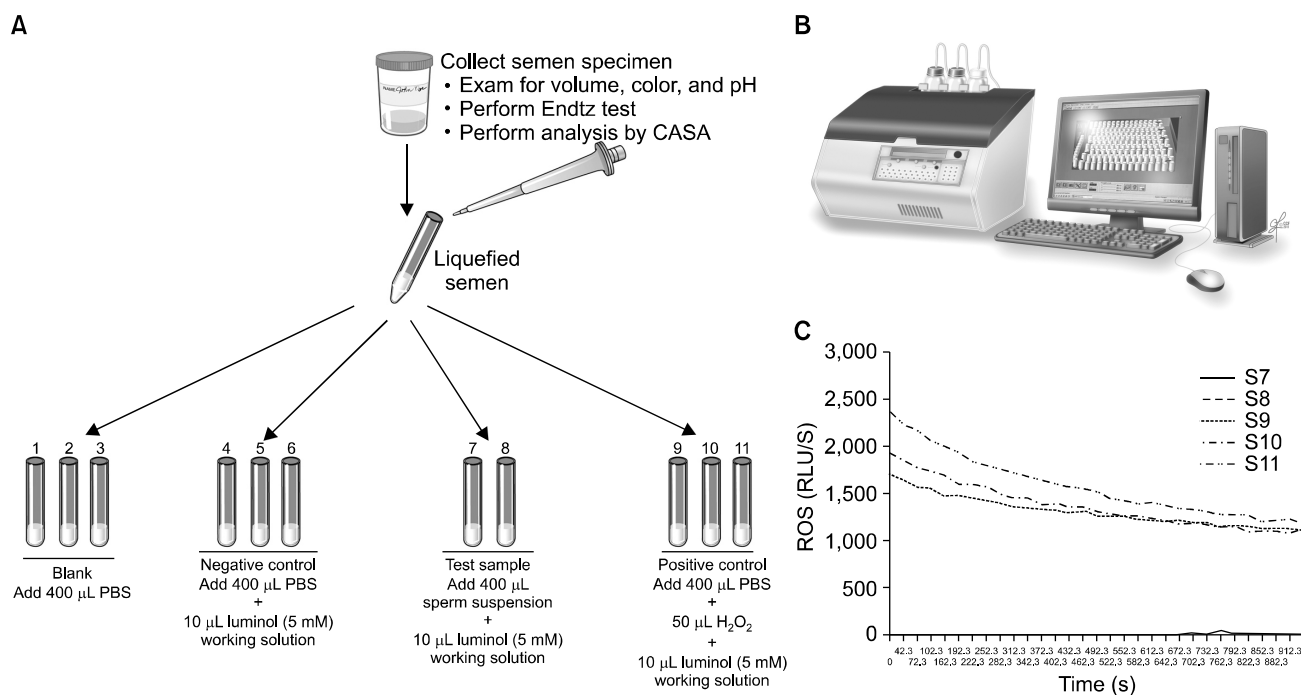 A
Collect semen specimen
• Exam for volume, color, and pH
• Perform Endtz test
• Perform analysis by CASA
NAME
Liquefied
semen
1 2 3
Blank
Add 400 μL PBS
4 5 6
Negative control
Add 400 μL PBS
+
10 μL luminol (5 mM)
working solution
7 8
Test sample
Add 400 μL
sperm suspension
+
10 μL luminol (5 mM)
working solution
9 10 11
Positive control
Add 400 μL PBS
+
50 μL H₂O₂
+
10 μL luminol (5 mM)
working solution
B
C
3,000
2,500
2,000
1,500
1,000
500
0
ROS (RLU/S)
S7
S8
S9
S10
S11
42.3 102.3 192.3 252.3 312.3 372.3 432.3 492.3 552.3 612.3 672.3 732.3 792.3 852.3 912.3
0 72.3 162.3 222.3 282.3 342.3 402.3 462.3 522.3 582.3 642.3 702.3 762.3 822.3 882.3
Time (s)